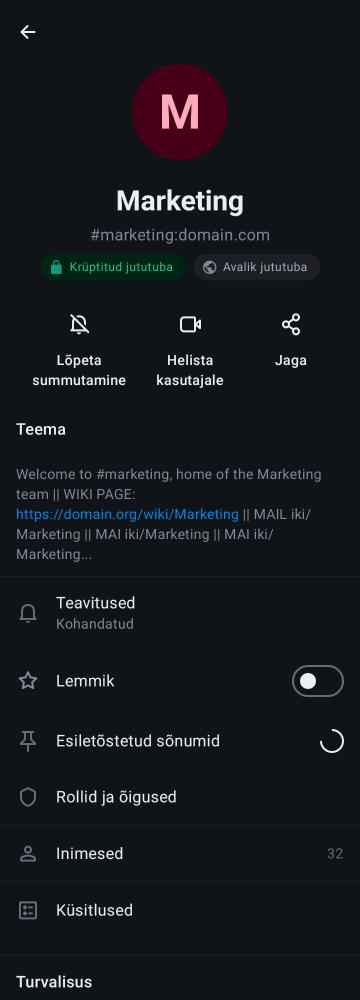 M
Marketing
#marketing:domain.com
Krüptitud jututuba
Avalik jututuba
Lõpeta
summutamine
Helista
kasutajale
Jaga
Teema
Welcome to #marketing, home of the Marketing
team || WIKI PAGE:
https://domain.org/wiki/Marketing || MAIL iki/
Marketing || MAI iki/Marketing || MAI iki/
Marketing...
Teavitused
Kohandatud
Lemmik
Esiletõstetud sõnumid
Rollid ja õigused
Inimesed 32
Küsitlused
Turvalisus